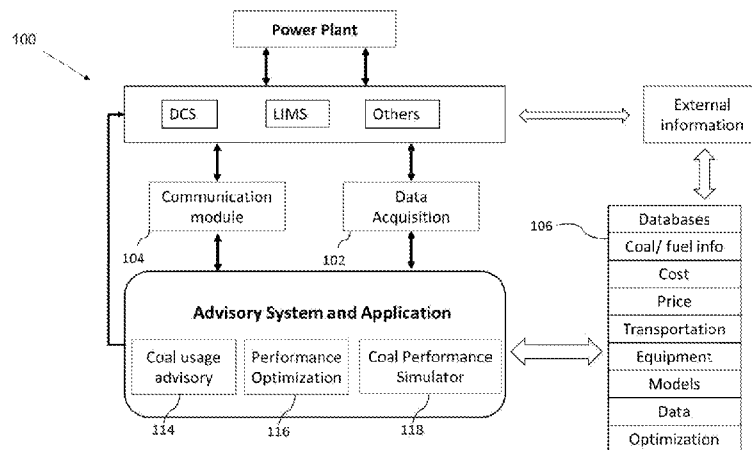 Power Plant
100
DCS
LIMS
Others
External
information
Communication
module
Data
Acquisition
104
102
106
Databases
Coal/ fuel info
Cost
Price
Transportation
Equipment
Models
Data
Optimization
Advisory System and Application
Coal usage
advisory
Performance
Optimization
Coal Performance
Simulator
114
116
118